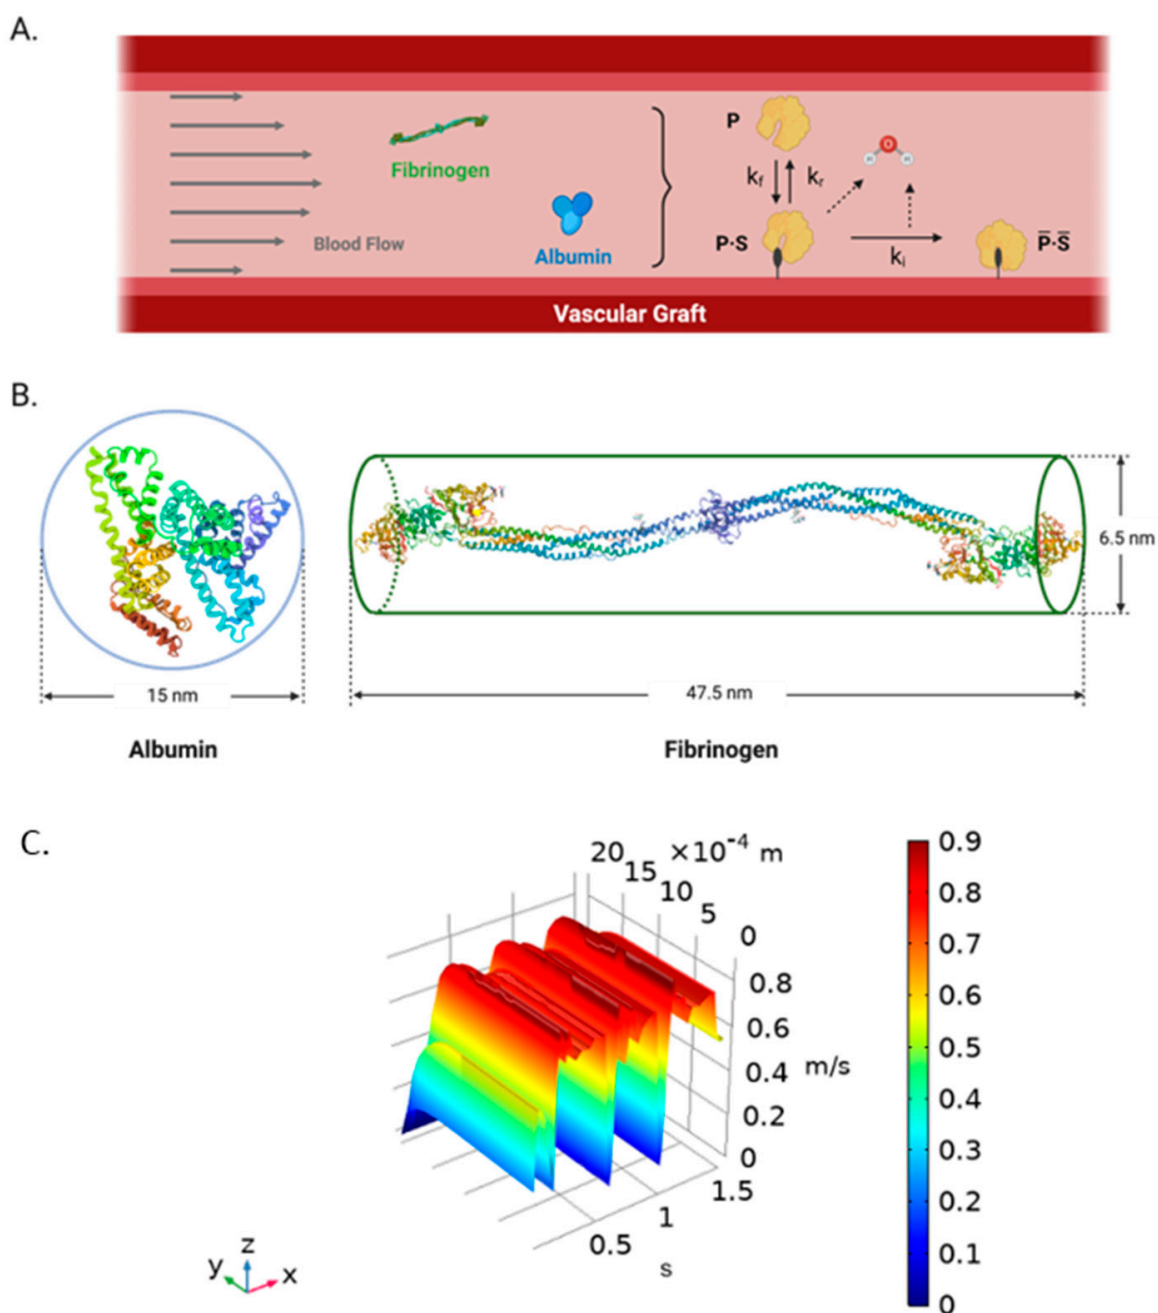 A.
P
O
H H
Fibrinogen
kf kr
Blood Flow
Albumin
P·S
ki
P̄·S̄
Vascular Graft
B.
6.5 nm
15 nm
47.5 nm
Albumin
Fibrinogen
C.
20 15 10 5 0 ×10⁻⁴ m
0.8
0.6
0.4
0.2
0
m/s
0.5 1 1.5
s
z
y x
0.9
0.8
0.7
0.6
0.5
0.4
0.3
0.2
0.1
0